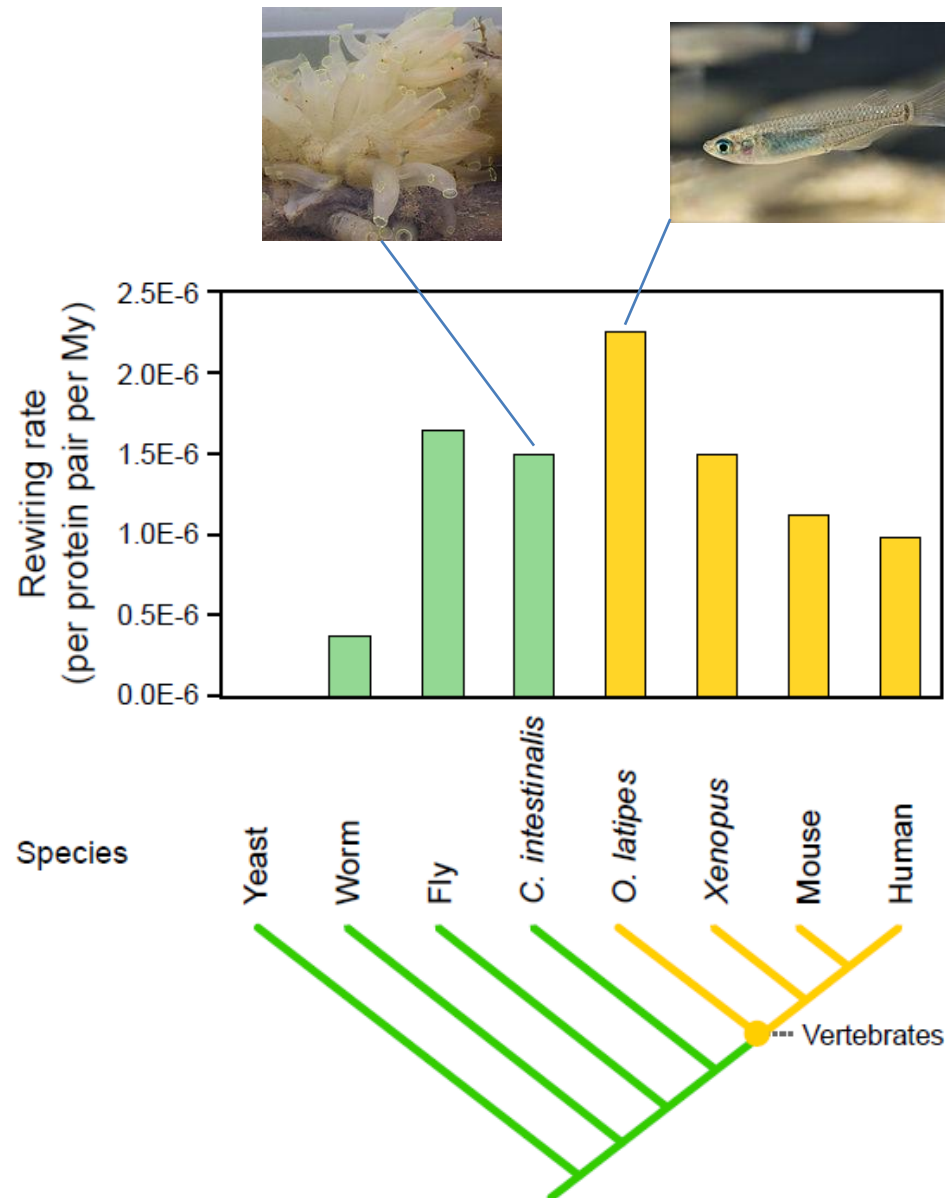 Rewiring rate
(per protein pair per My)
2.5E-6
2.0E-6
1.5E-6
1.0E-6
0.5E-6
0.0E-6
Species
Yeast
Worm
Fly
C. intestinalis
O. latipes
Xenopus
Mouse
Human
Vertebrates